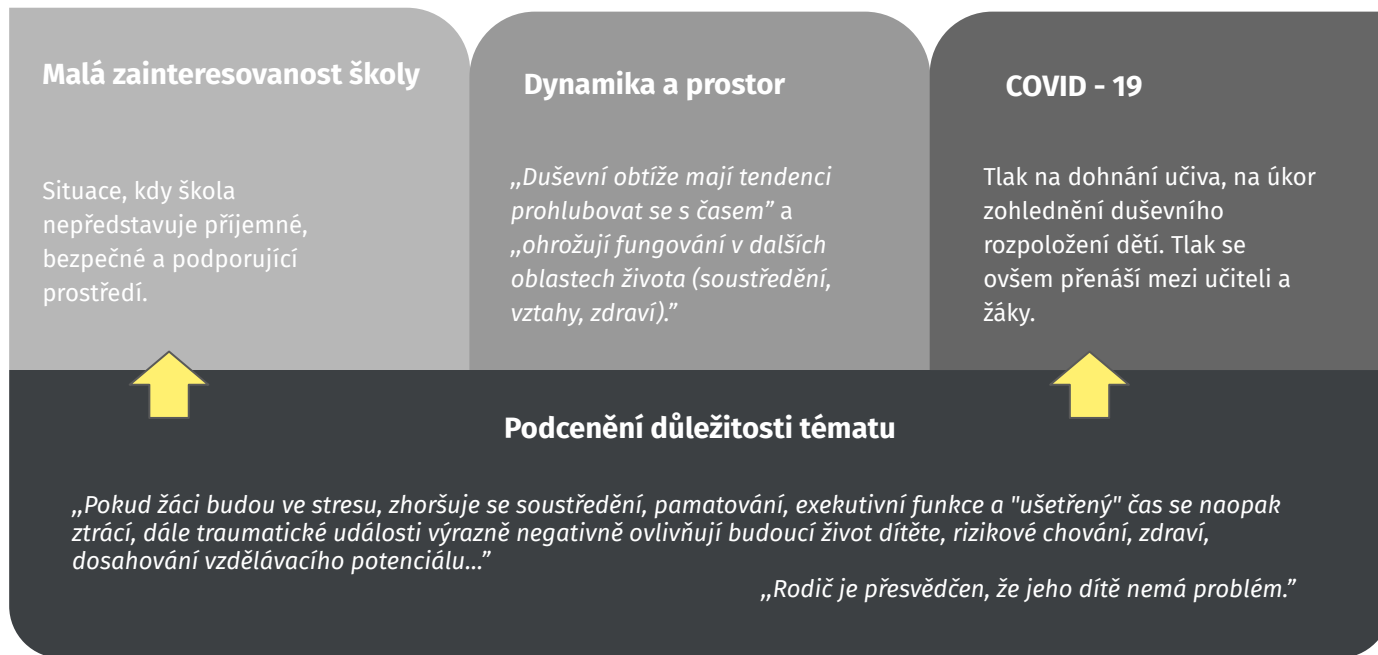 Malá zainteresovanost školy
Situace, kdy škola
nepředstavuje příjemné,
bezpečné a podporující
prostředí.
Dynamika a prostor
,,Duševní obtíže mají tendenci
prohlubovat se s časem” a
,,ohrožují fungování v dalších
oblastech života (soustředění,
vztahy, zdraví).”
COVID - 19
Tlak na dohnání učiva, na úkor
zohlednění duševního
rozpoložení dětí. Tlak se
ovšem přenáší mezi učiteli a
žáky.
Podcenění důležitosti tématu
,,Pokud žáci budou ve stresu, zhoršuje se soustředění, pamatování, exekutivní funkce a "ušetřený" čas se naopak
ztrácí, dále traumatické události výrazně negativně ovlivňují budoucí život dítěte, rizikové chování, zdraví,
dosahování vzdělávacího potenciálu...”
,,Rodič je přesvědčen, že jeho dítě nemá problém.”